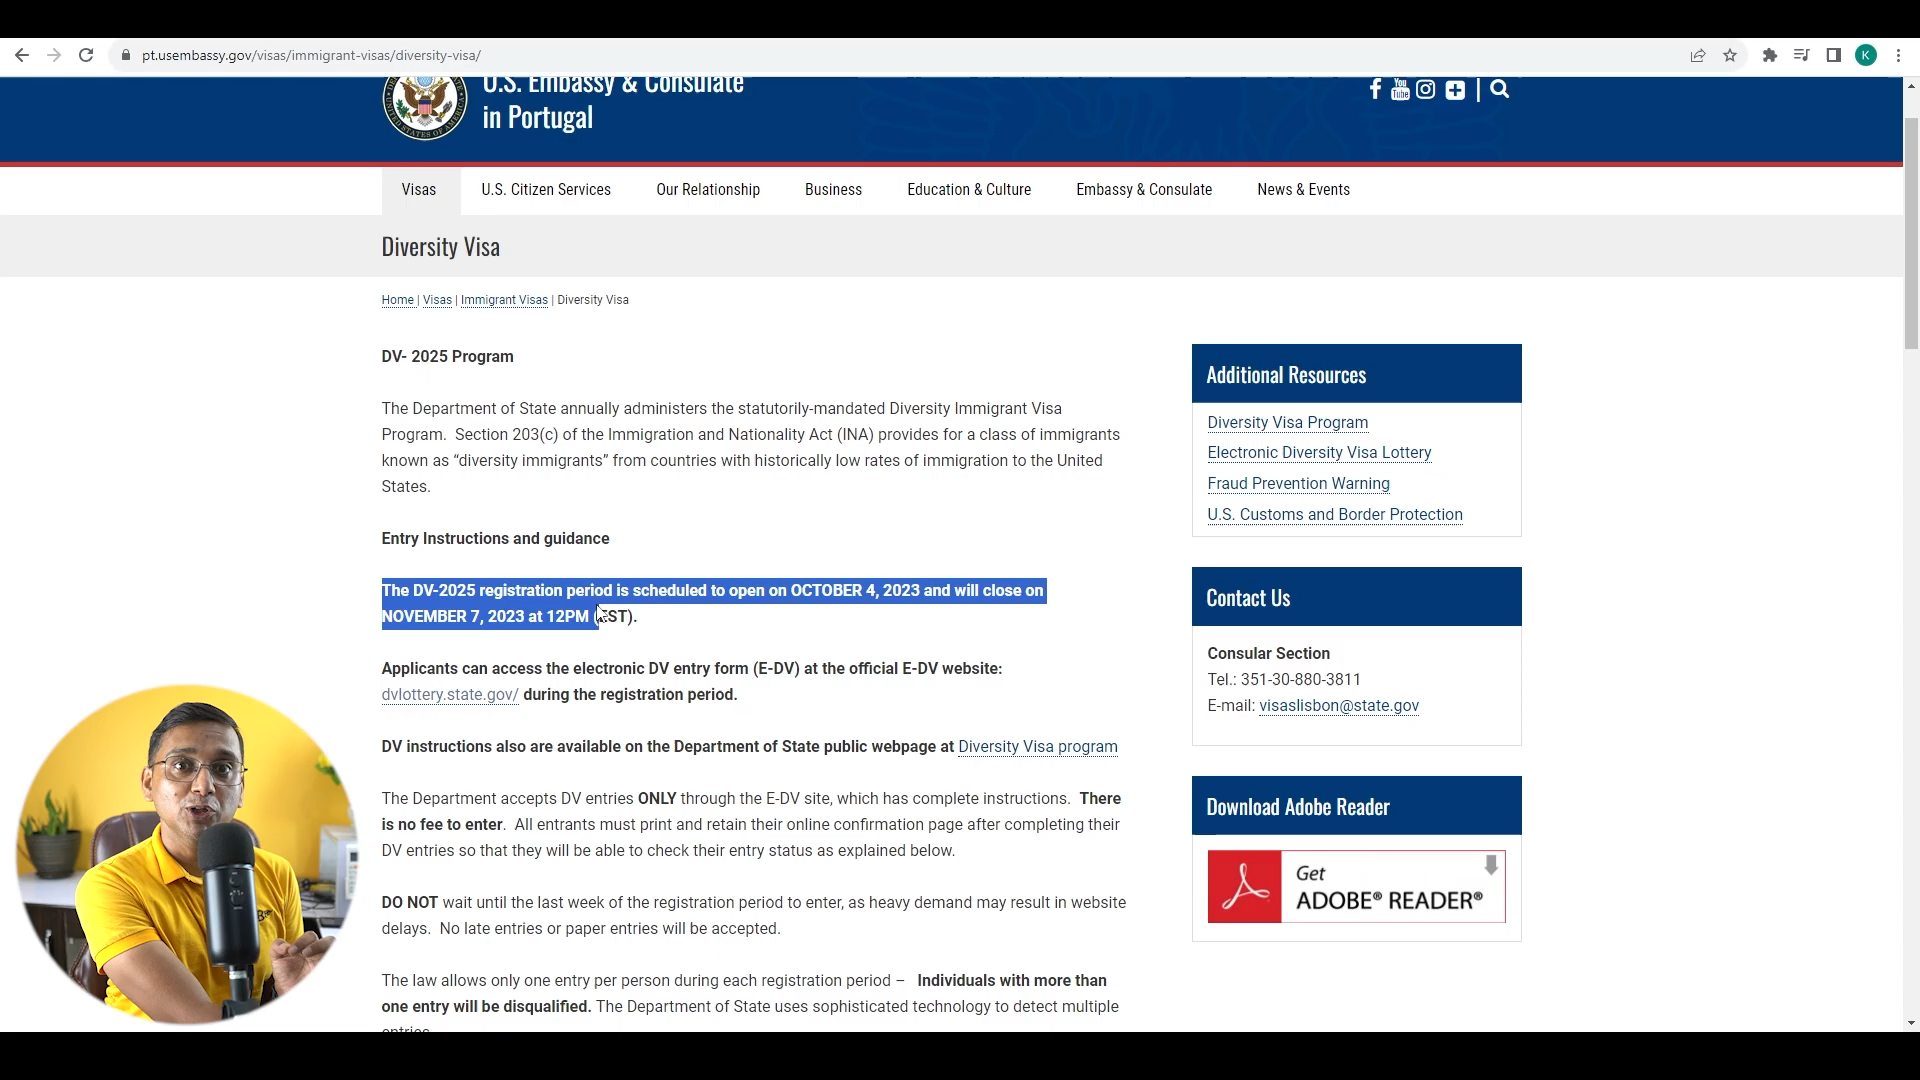 pt.usembassy.gov/visas/immigrant-visas/diversity-visa/
K
U.S. Embassy & Consulate
in Portugal
You
Tube
Visas
U.S. Citizen Services
Our Relationship
Business
Education & Culture
Embassy & Consulate
News & Events
Diversity Visa
Home | Visas | Immigrant Visas | Diversity Visa
DV- 2025 Program
The Department of State annually administers the statutorily-mandated Diversity Immigrant Visa
Program. Section 203(c) of the Immigration and Nationality Act (INA) provides for a class of immigrants
known as “diversity immigrants” from countries with historically low rates of immigration to the United
States.
Entry Instructions and guidance
The DV-2025 registration period is scheduled to open on OCTOBER 4, 2023 and will close on
NOVEMBER 7, 2023 at 12PM (EST).
Applicants can access the electronic DV entry form (E-DV) at the official E-DV website:
dvlottery.state.gov/ during the registration period.
DV instructions also are available on the Department of State public webpage at Diversity Visa program
The Department accepts DV entries ONLY through the E-DV site, which has complete instructions. There
is no fee to enter. All entrants must print and retain their online confirmation page after completing their
DV entries so that they will be able to check their entry status as explained below.
DO NOT wait until the last week of the registration period to enter, as heavy demand may result in website
delays. No late entries or paper entries will be accepted.
The law allows only one entry per person during each registration period – Individuals with more than
one entry will be disqualified. The Department of State uses sophisticated technology to detect multiple
entries.
Additional Resources
Diversity Visa Program
Electronic Diversity Visa Lottery
Fraud Prevention Warning
U.S. Customs and Border Protection
Contact Us
Consular Section
Tel.: 351-30-880-3811
E-mail: visaslisbon@state.gov
Download Adobe Reader
Get
ADOBE® READER®